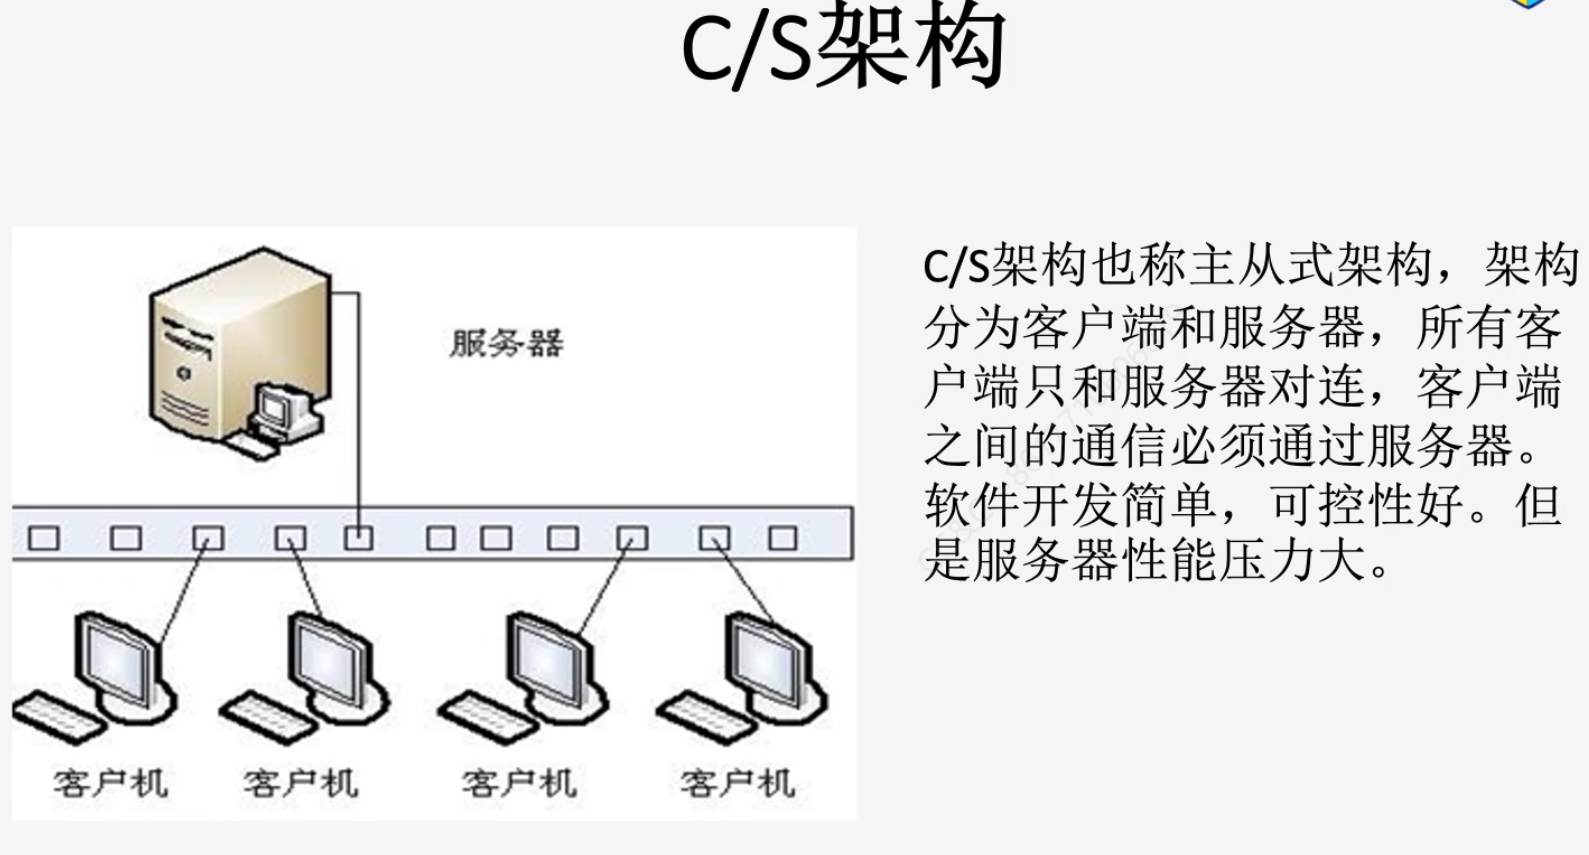 C/S架构
服务器
客户机
客户机
客户机
客户机
C/S架构也称主从式架构，架构
分为客户端和服务器，所有客
户端只和服务器对连，客户端
之间的通信必须通过服务器。
软件开发简单，可控性好。但
是服务器性能压力大。